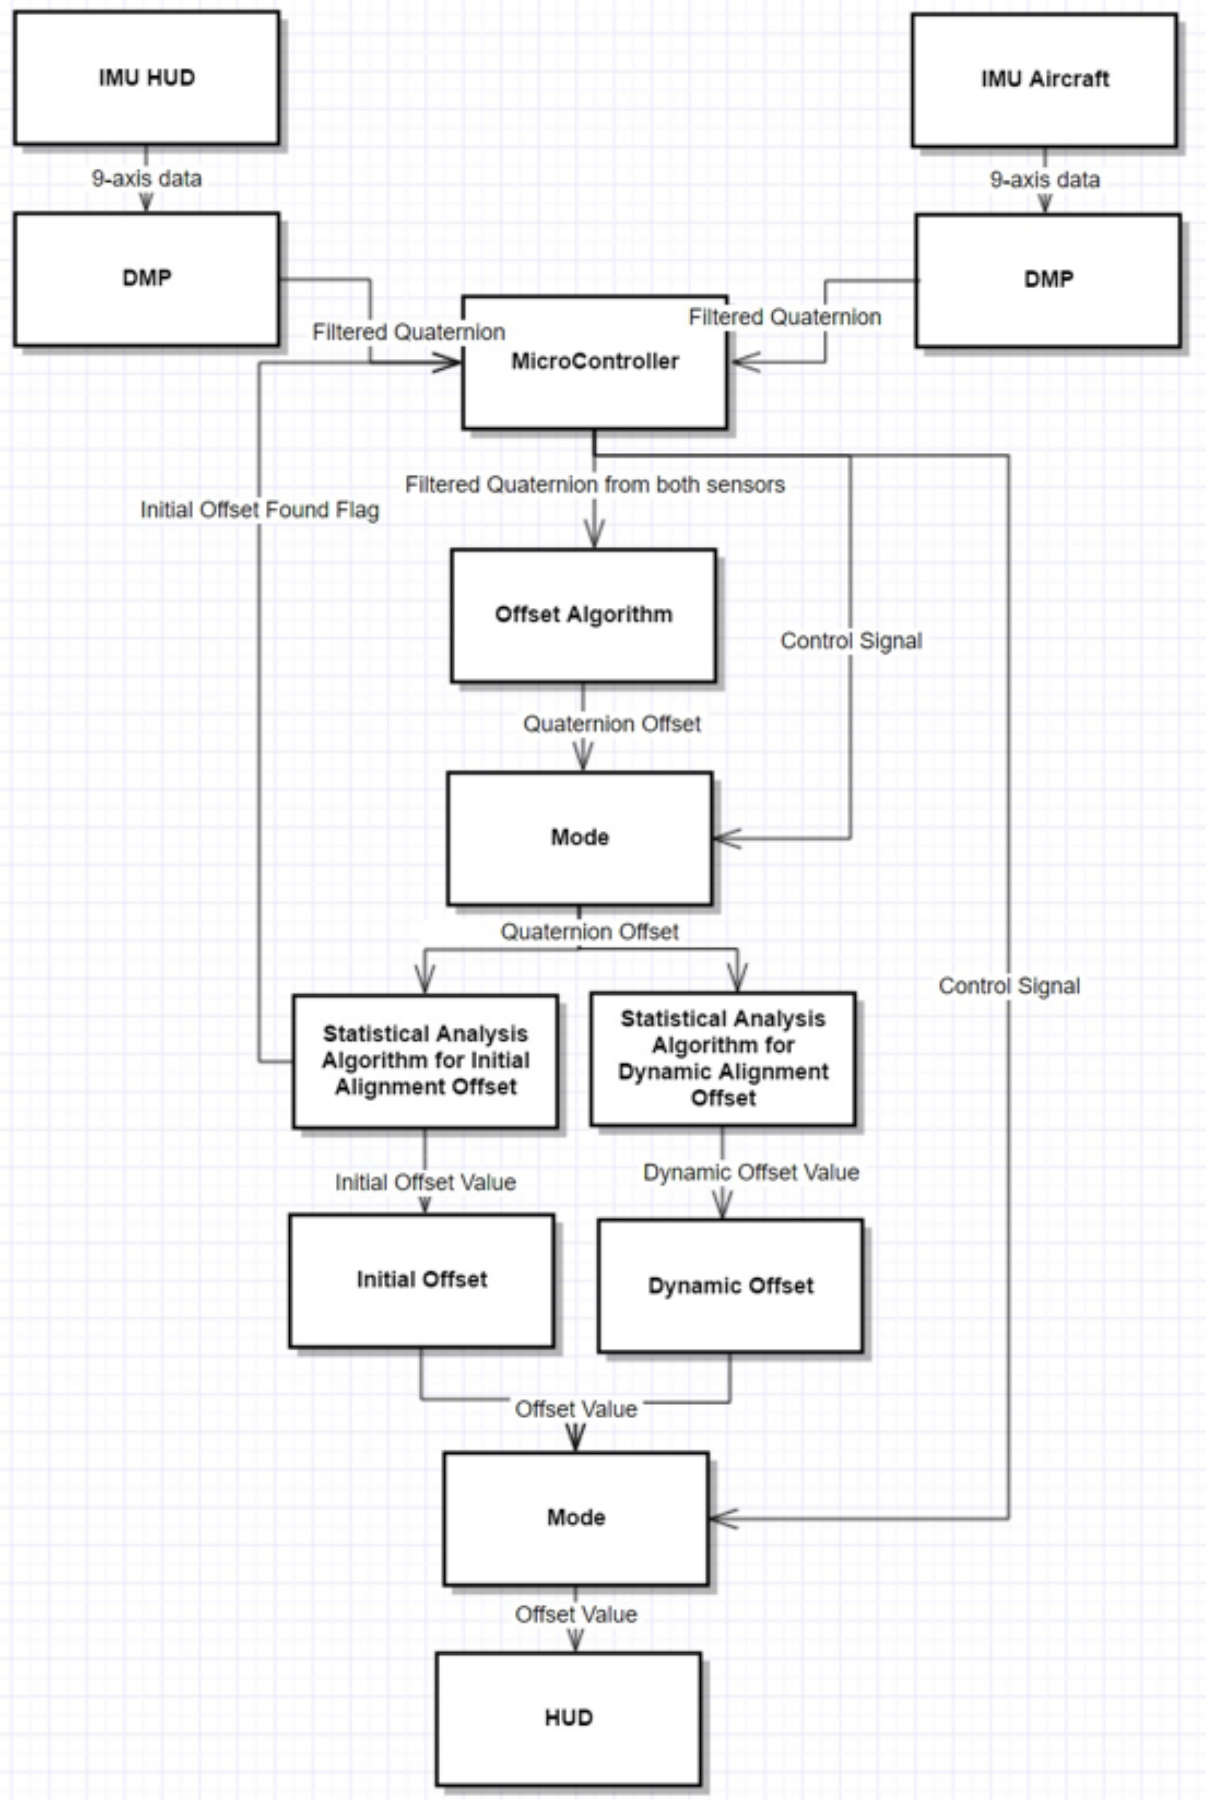 IMU HUD
IMU Aircraft
9-axis data
9-axis data
DMP
DMP
Filtered Quaternion
Filtered Quaternion
MicroController
Filtered Quaternion from both sensors
Initial Offset Found Flag
Offset Algorithm
Control Signal
Quaternion Offset
Mode
Quaternion Offset
Control Signal
Statistical Analysis
Algorithm for Initial
Alignment Offset
Statistical Analysis
Algorithm for
Dynamic Alignment
Offset
Initial Offset Value
Dynamic Offset Value
Initial Offset
Dynamic Offset
Offset Value
Mode
Offset Value
HUD